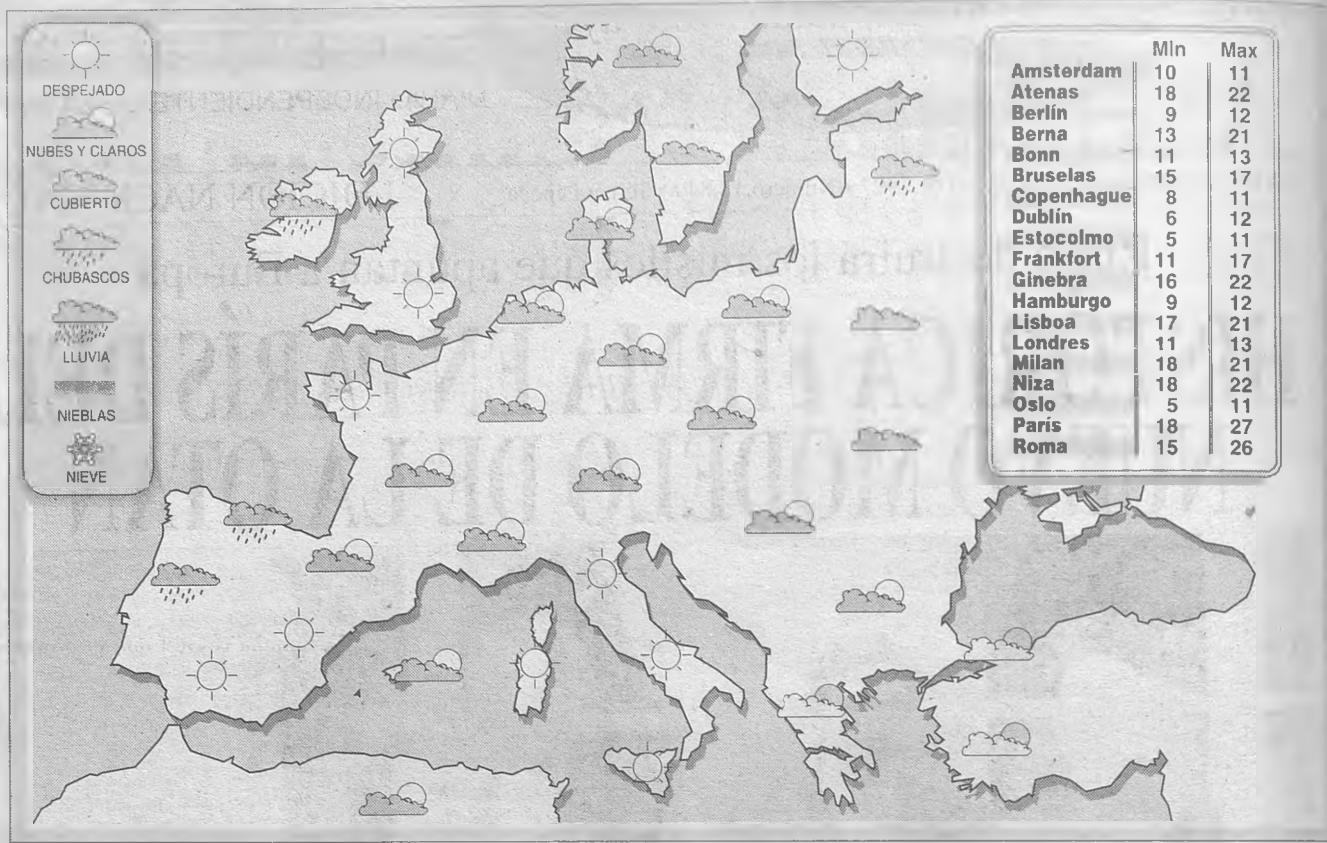 DESPEJADO
NUBES Y CLAROS
CUBIERTO
CHUBASCOS
LLUVIA
NIEBLAS
NIEVE
Min Max
Amsterdam 10 11
Atenas 18 22
Berlín 9 12
Berna 13 21
Bonn 11 13
Bruselas 15 17
Copenhague 8 11
Dublín 6 12
Estocolmo 5 11
Frankfort 11 17
Ginebra 16 22
Hamburgo 9 12
Lisboa 17 21
Londres 11 13
Milan 18 21
Niza 18 22
Oslo 5 11
París 18 27
Roma 15 26